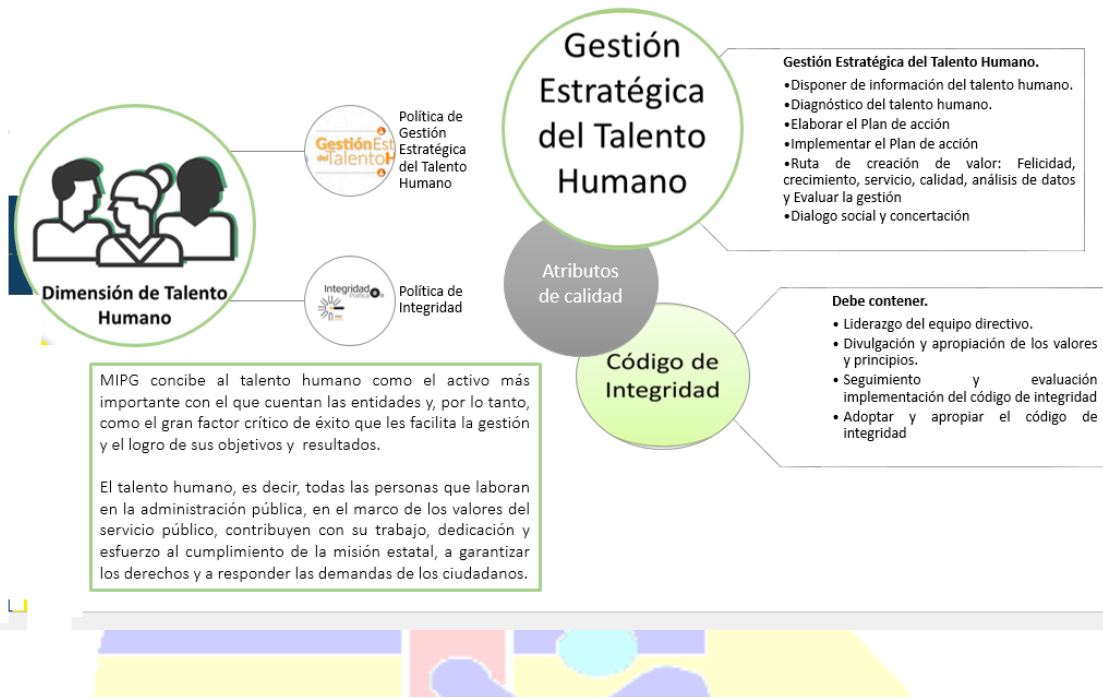 Dimensión de Talento
Humano
GestiónEst
delTalentoH
Política de
Gestión
Estratégica
del Talento
Humano
Integridad
Política
Política de
Integridad
MIPG concibe al talento humano como el activo más
importante con el que cuentan las entidades y, por lo tanto,
como el gran factor crítico de éxito que les facilita la gestión
y el logro de sus objetivos y resultados.
El talento humano, es decir, todas las personas que laboran
en la administración pública, en el marco de los valores del
servicio público, contribuyen con su trabajo, dedicación y
esfuerzo al cumplimiento de la misión estatal, a garantizar
los derechos y a responder las demandas de los ciudadanos.
Gestión
Estratégica
del Talento
Humano
Atributos
de calidad
Código de
Integridad
Gestión Estratégica del Talento Humano.
•Disponer de información del talento humano.
•Diagnóstico del talento humano.
•Elaborar el Plan de acción
•Implementar el Plan de acción
•Ruta de creación de valor: Felicidad,
crecimiento, servicio, calidad, análisis de datos
y Evaluar la gestión
•Dialogo social y concertación
Debe contener.
• Liderazgo del equipo directivo.
• Divulgación y apropiación de los valores
y principios.
• Seguimiento y evaluación
implementación del código de integridad
• Adoptar y apropiar el código de
integridad